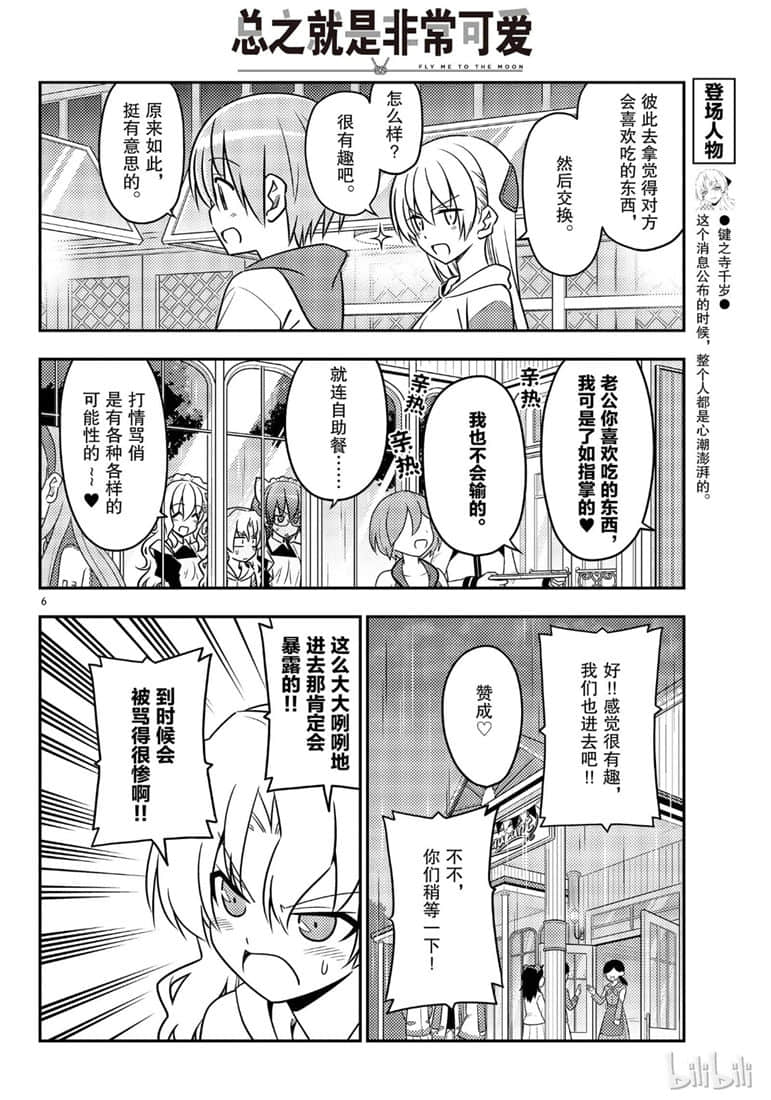 总之就是非常可爱
FLY ME TO THE MOON
登场人物
●键之寺千岁●
这个消息公布的时候，整个人都是心潮澎湃的。
彼此去拿觉得对方
会喜欢吃的东西，
然后交换。
怎么样？
很有趣吧。
原来如此，
挺有意思的。
老公你喜欢吃的东西，
我可是了如指掌的♥
亲热
我也不会输的。
亲热
亲热
就连自助餐……
打情骂俏
是有各种各样的
可能性的~~♥
6
好!!感觉很有趣，
我们也进去吧!!
赞成♡
不不，
你们稍等一下！
这么大大咧咧地
进去那肯定会
暴露的!!
到时候会
被骂得很惨啊!!
bilibili